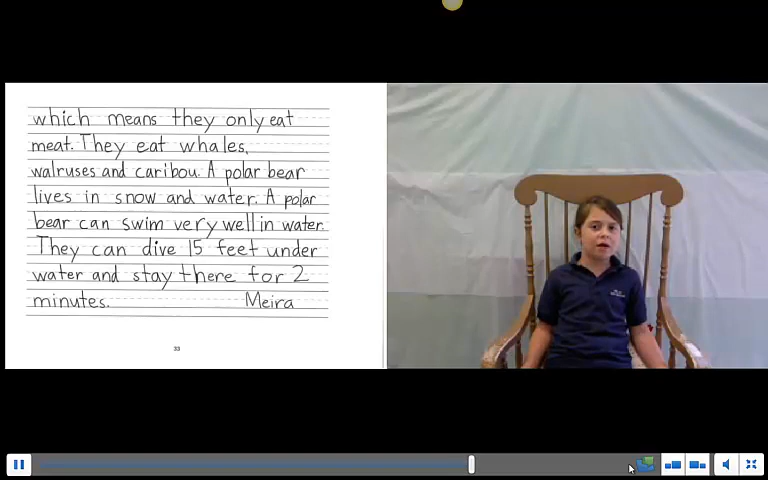 which means they only eat
meat. They eat whales,
walruses and caribou. A polar bear
lives in snow and water. A polar
bear can swim very well in water.
They can dive 15 feet under
water and stay there for 2
minutes. Meira
33